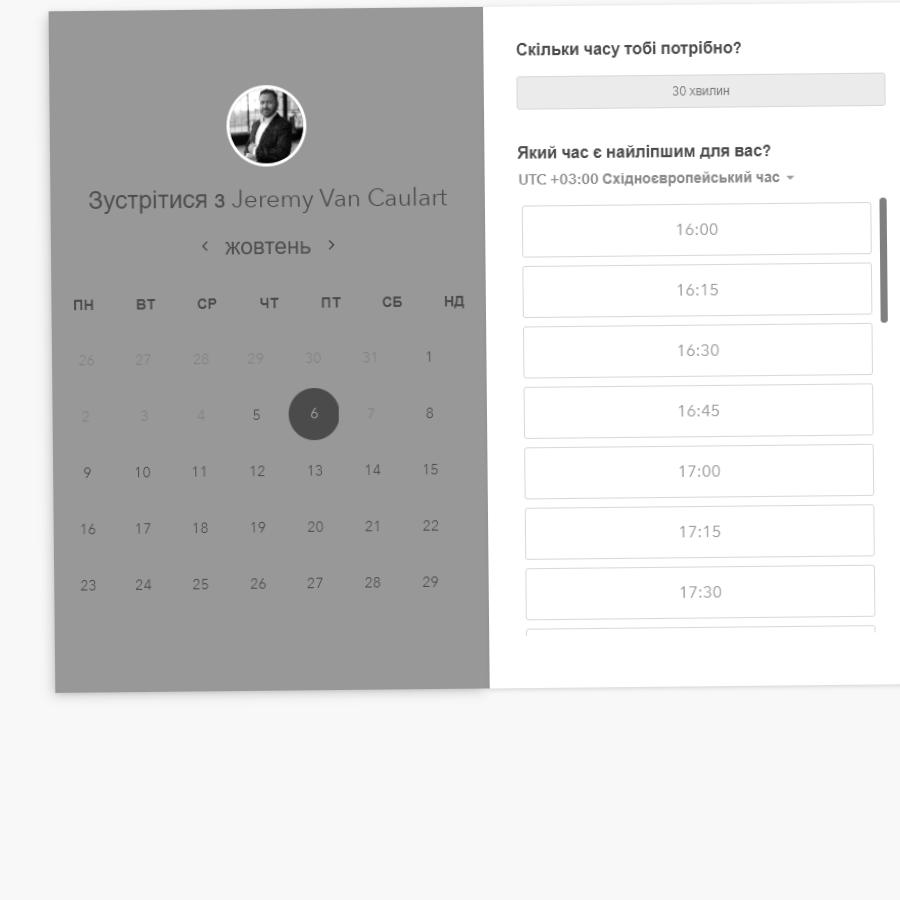 Зустрітися з Jeremy Van Caulart
жовтень
ПН ВТ СР ЧТ ПТ СБ НД
26 27 28 29 30 31 1
2 3 4 5 6 7 8
9 10 11 12 13 14 15
16 17 18 19 20 21 22
23 24 25 26 27 28 29
Скільки часу тобі потрібно?
30 хвилин
Який час є найліпшим для вас?
UTC +03:00 Східноєвропейський час
16:00
16:15
16:30
16:45
17:00
17:15
17:30